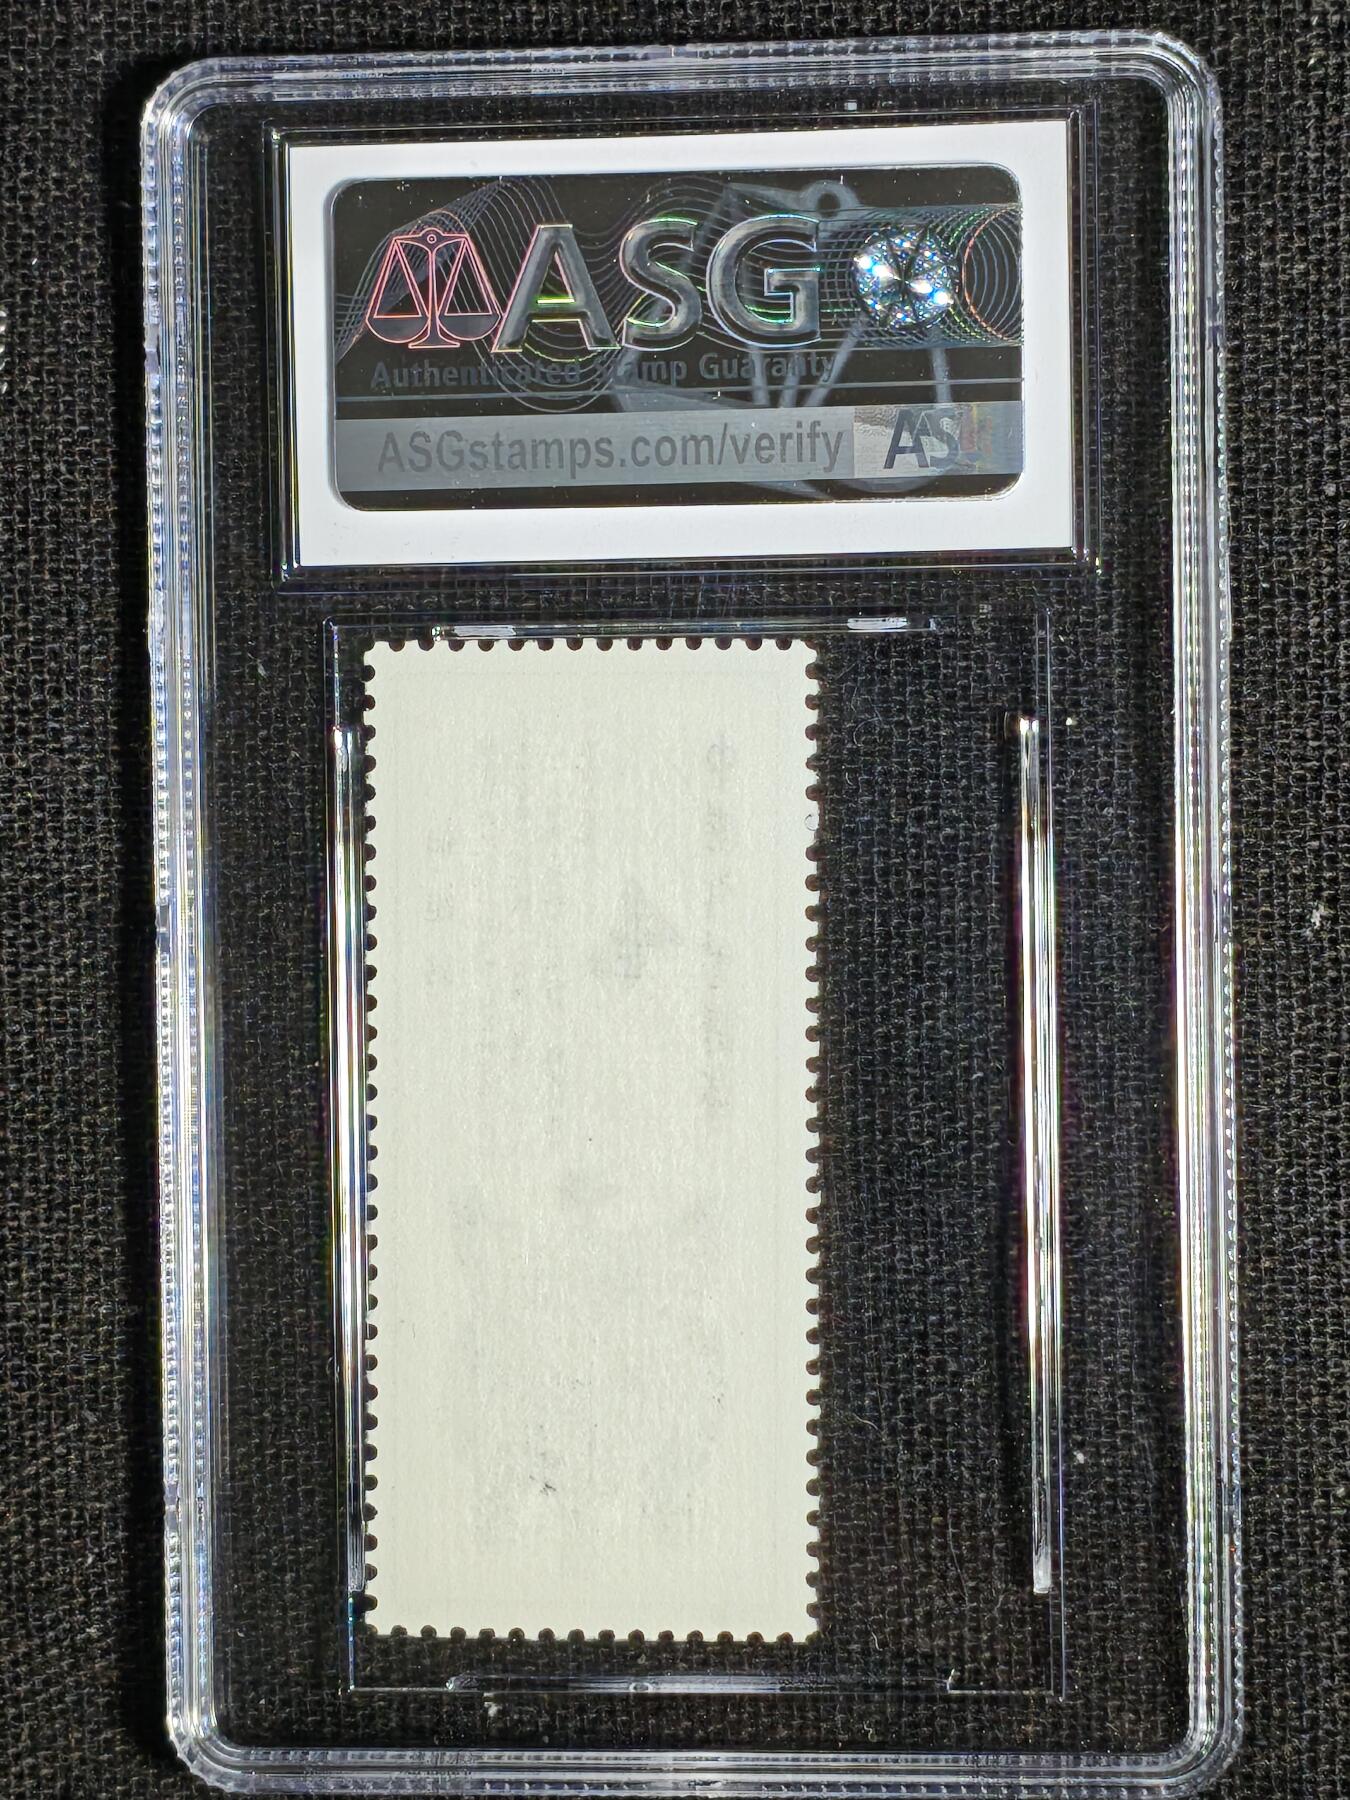 ASG
Authenticated Stamp Guaranty
ASGstamps.com/verify